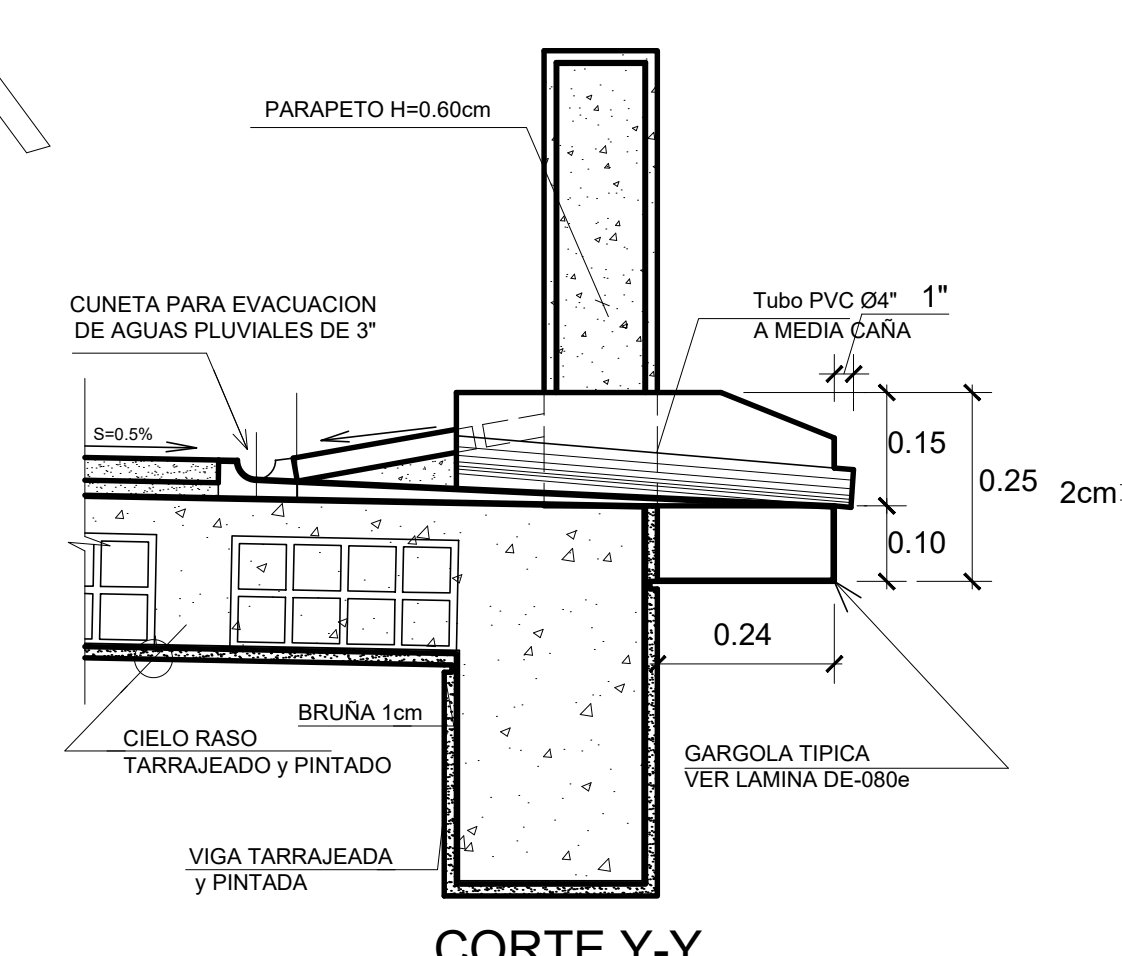 PARAPETO H=0.60cm
CUNETA PARA EVACUACION
DE AGUAS PLUVIALES DE 3"
Tubo PVC Ø4"
A MEDIA CAÑA
1"
S=0.5%
0.15
0.25
2cm
0.10
0.24
BRUÑA 1cm
CIELO RASO
TARRAJEADO y PINTADO
GARGOLA TIPICA
VER LAMINA DE-080e
VIGA TARRAJEADA
y PINTADA
CORTE Y-Y